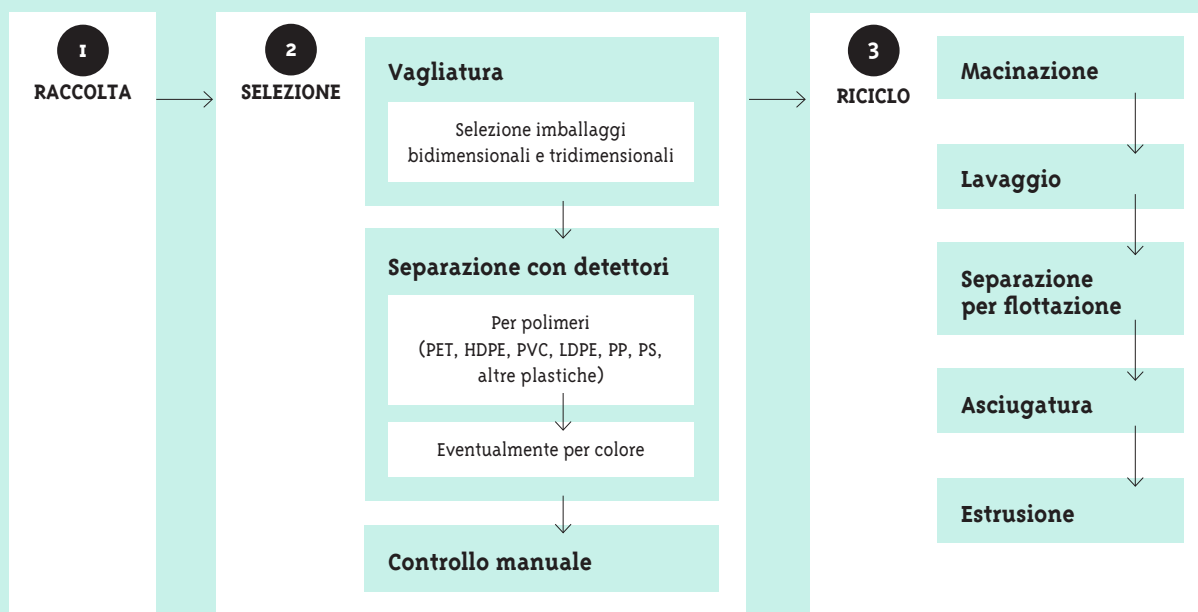 1
RACCOLTA
2
SELEZIONE
Vagliatura
Selezione imballaggi
bidimensionali e tridimensionali
Separazione con detettori
Per polimeri
(PET, HDPE, PVC, LDPE, PP, PS,
altre plastiche)
Eventualmente per colore
Controllo manuale
3
RICICLO
Macinazione
Lavaggio
Separazione
per flottazione
Asciugatura
Estrusione